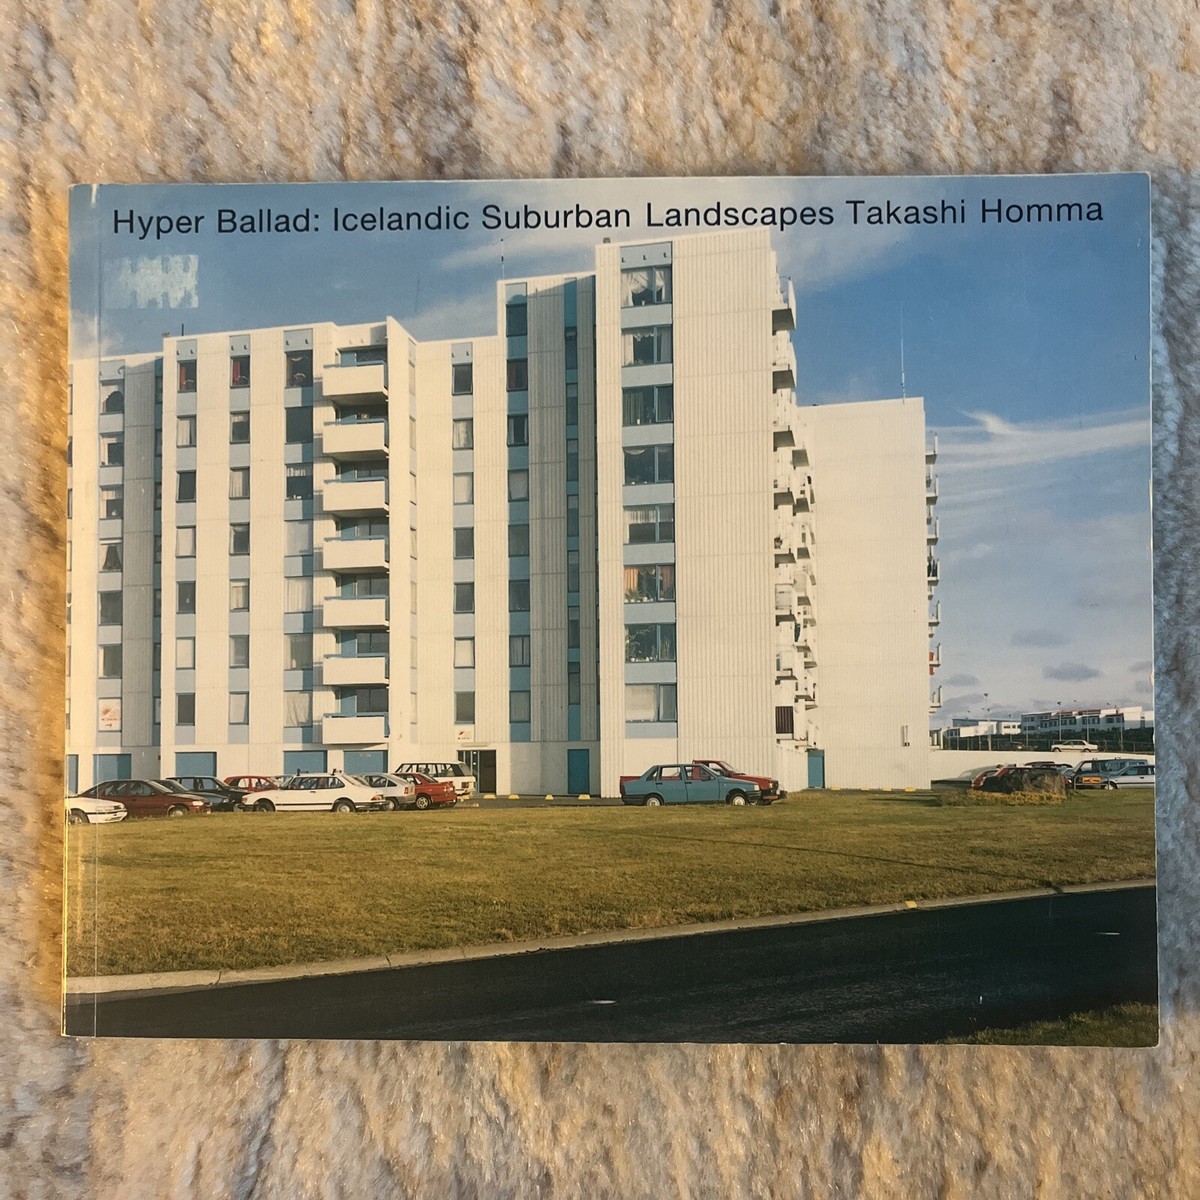 Hyper Ballad: Icelandic Suburban Landscapes Takashi Homma